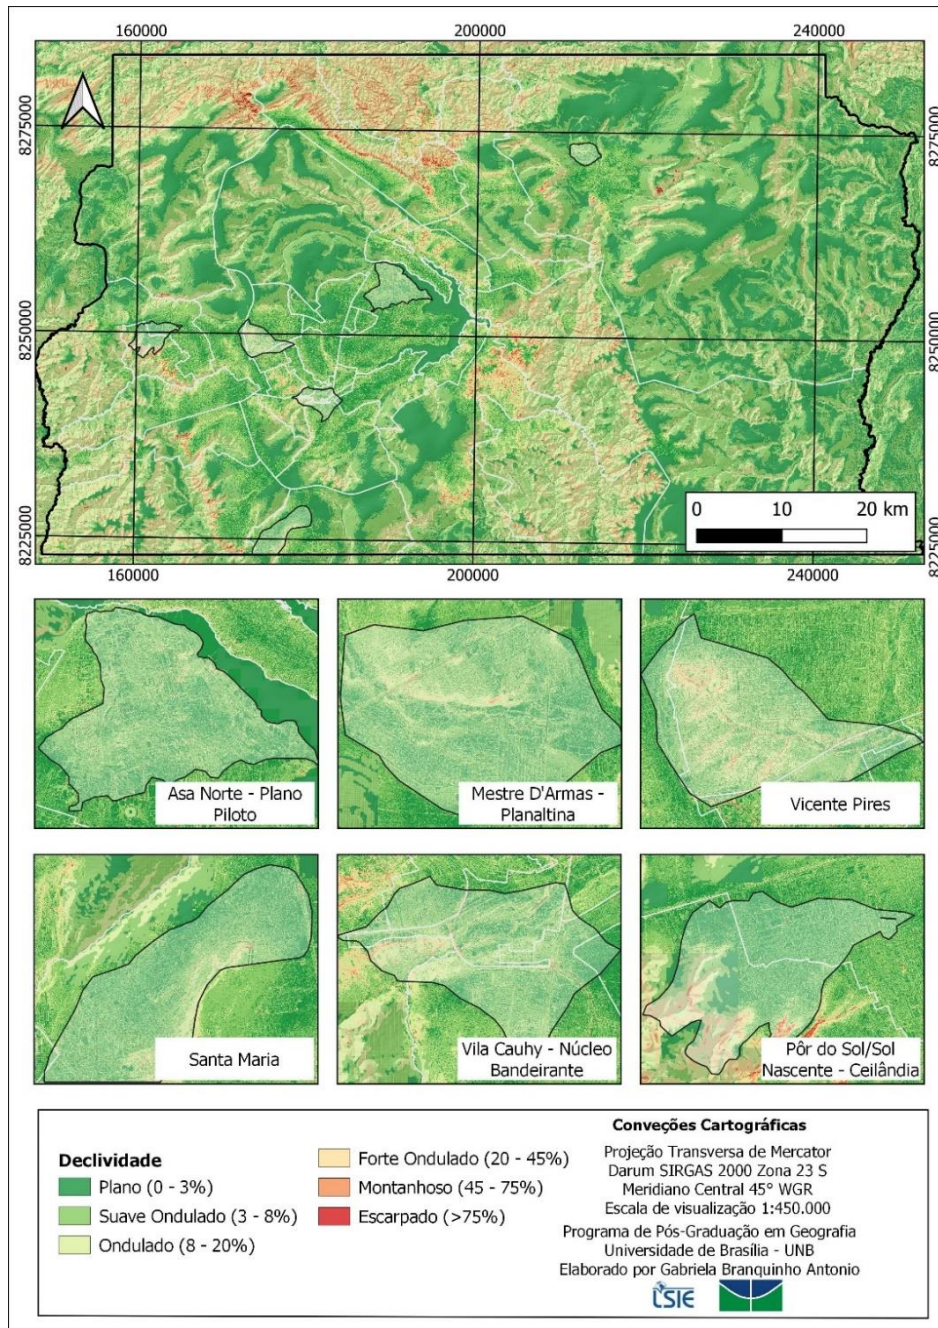 160000
200000
240000
8275000
8275000
8250000
8250000
8225000
8225000
0 10 20 km
160000
200000
240000
Asa Norte - Plano
Piloto
Mestre D'Armas -
Planaltina
Vicente Pires
Santa Maria
Vila Cauhy - Núcleo
Bandeirante
Pôr do Sol/Sol
Nascente - Ceilândia
Declividade
Plano (0 - 3%)
Suave Ondulado (3 - 8%)
Ondulado (8 - 20%)
Forte Ondulado (20 - 45%)
Montanhoso (45 - 75%)
Escarpado (>75%)
Conveções Cartográficas
Projeção Transversa de Mercator
Darum SIRGAS 2000 Zona 23 S
Meridiano Central 45° WGR
Escala de visualização 1:450.000
Programa de Pós-Graduação em Geografia
Universidade de Brasília - UNB
Elaborado por Gabriela Branquinho Antonio
LSIE